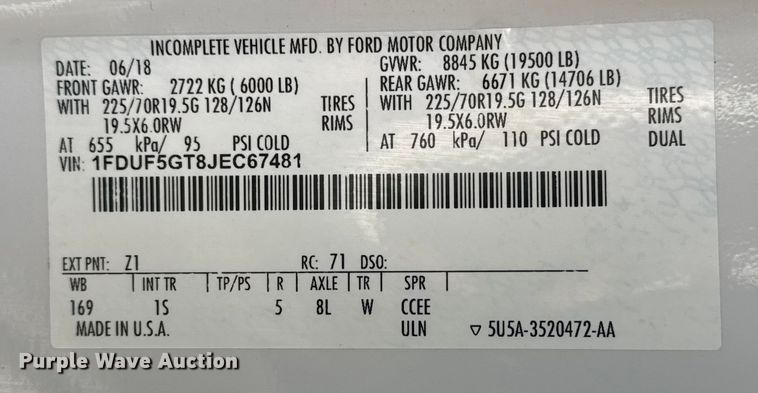 INCOMPLETE VEHICLE MFD. BY FORD MOTOR COMPANY
DATE: 06/18 GVWR: 8845 KG (19500 LB)
FRONT GAWR: 2722 KG ( 6000 LB) REAR GAWR: 6671 KG (14706 LB)
WITH 225/70R19.5G 128/126N TIRES WITH 225/70R19.5G 128/126N TIRES
19.5X6.0RW RIMS 19.5X6.0RW RIMS
AT 655 kPa/ 95 PSI COLD AT 760 kPa/ 110 PSI COLD DUAL
VIN: 1FDUF5GT8JEC67481
EXT PNT: Z1 RC: 71 DSO:
WB INT TR TP/PS R AXLE TR SPR
169 1S 5 8L W CCEE
MADE IN U.S.A. ULN ▽ 5U5A-3520472-AA
Purple Wave Auction